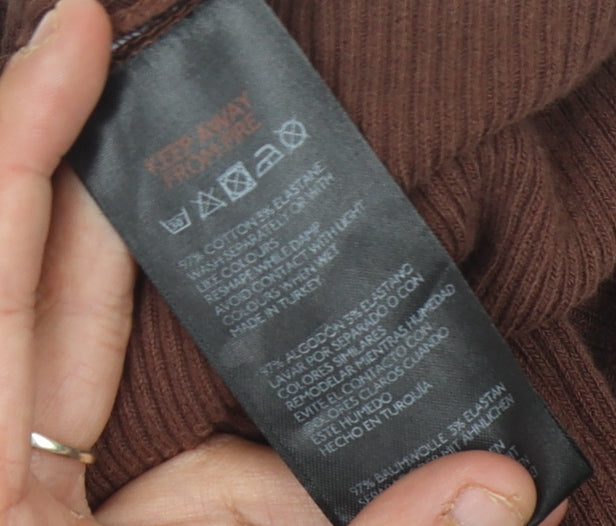 KEEP AWAY
FROM FIRE
97% COTTON 3% ELASTANE
WASH SEPARATELY OR WITH
LIKE COLOURS
RESHAPE WHILE DAMP
AVOID CONTACT WITH LIGHT
COLOURS WHEN WET
MADE IN TURKEY
97% ALGODÓN 3% ELASTANO
LAVAR POR SEPARADO O CON
COLORES SIMILARES
REMODELAR MIENTRAS HUMEDAD
EVITE EL CONTACTO CON
COLORES CLAROS CUANDO
ESTE HUMEDO
HECHO EN TURQUÍA
97% BAUMWOLLE 3% ELASTAN
MIT ÄHNLICHEN